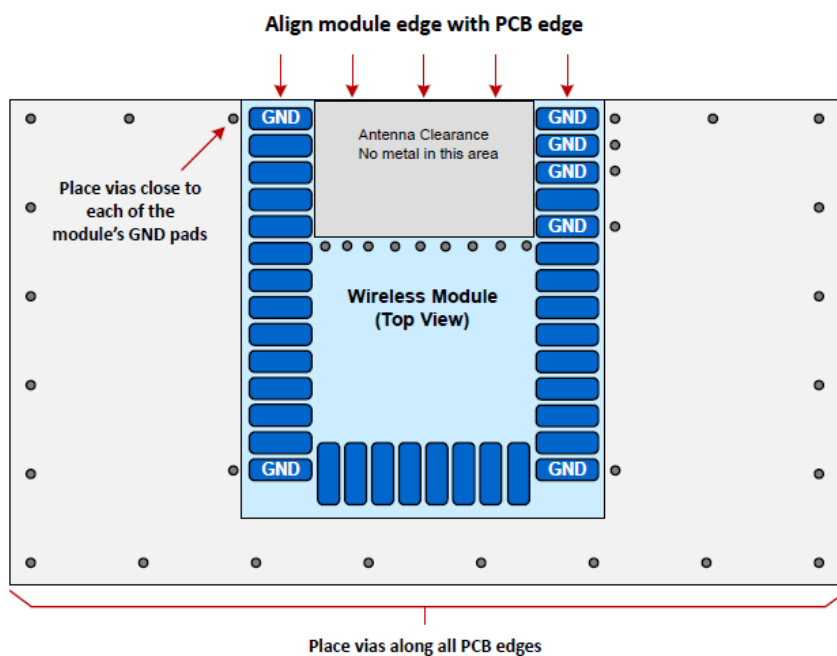 Align module edge with PCB edge
GND
GND
Antenna Clearance
No metal in this area
GND
GND
Place vias close to
each of the
module’s GND pads
GND
Wireless Module
(Top View)
GND
GND
Place vias along all PCB edges